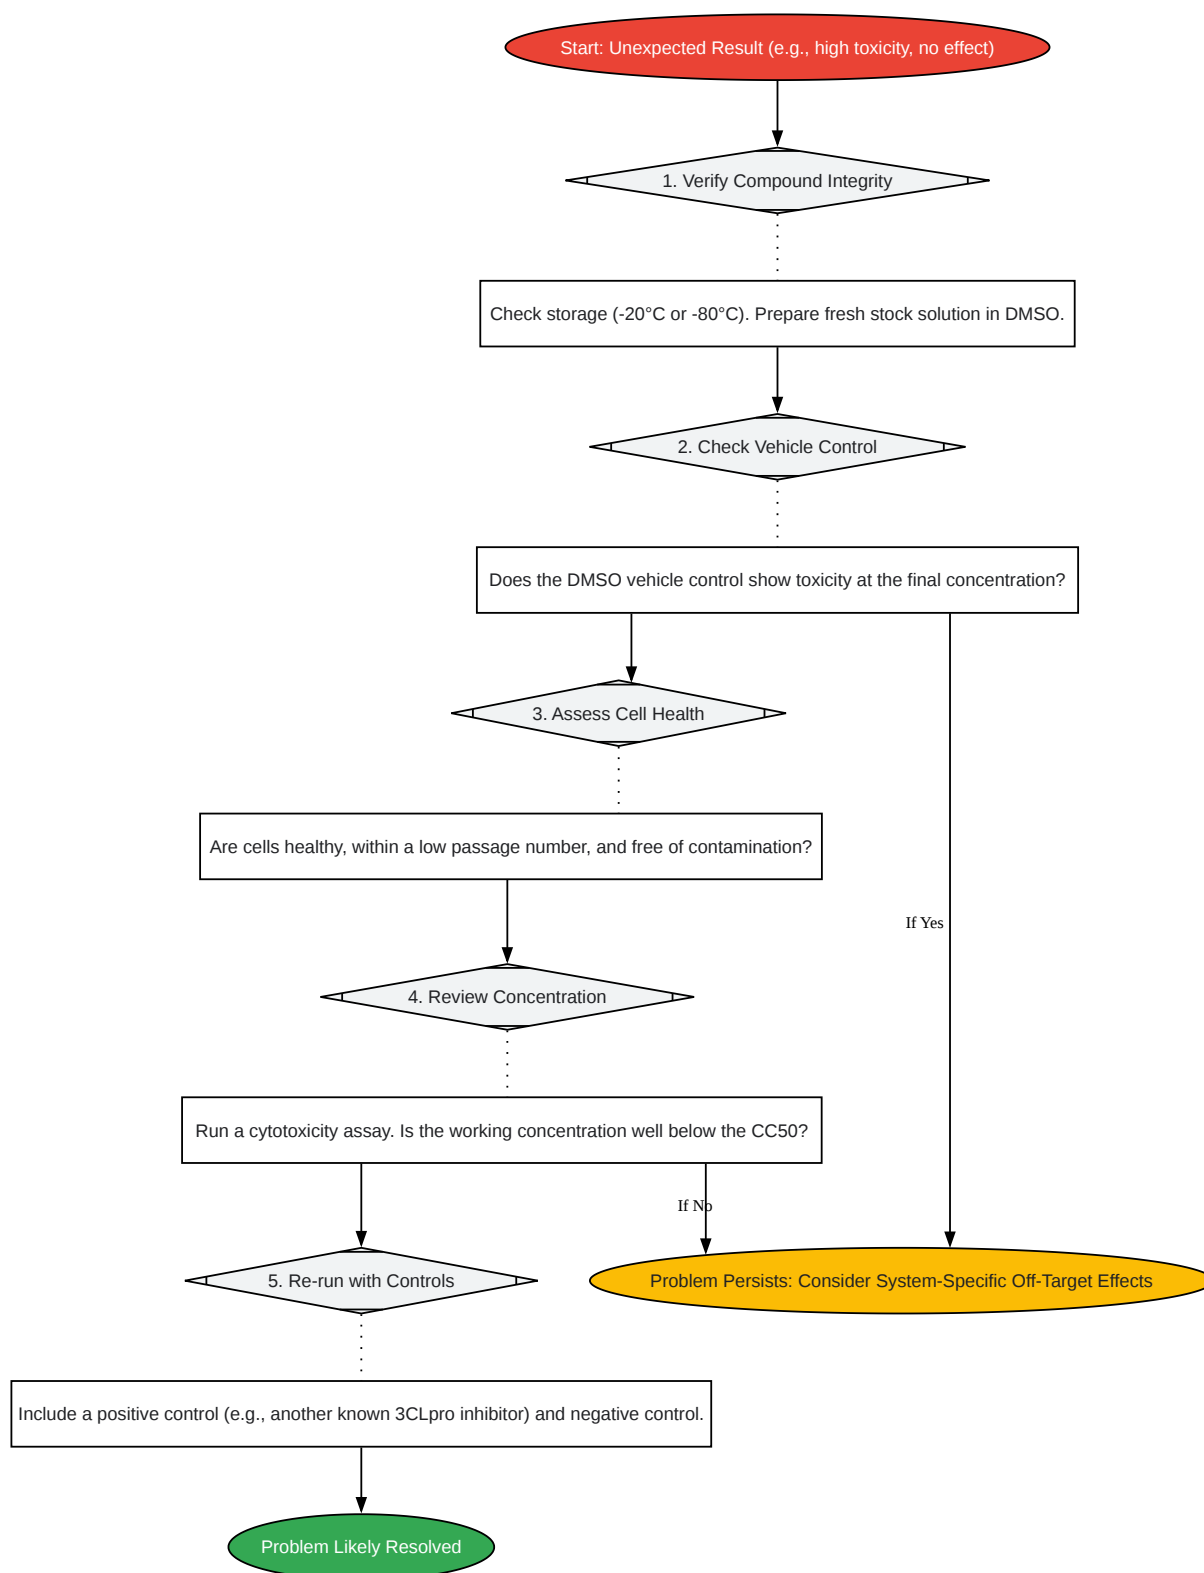 Start: Unexpected Result (e.g., high toxicity, no effect)
1. Verify Compound Integrity
Check storage (-20°C or -80°C). Prepare fresh stock solution in DMSO.
2. Check Vehicle Control
Does the DMSO vehicle control show toxicity at the final concentration?
3. Assess Cell Health
Are cells healthy, within a low passage number, and free of contamination?
If Yes
4. Review Concentration
Run a cytotoxicity assay. Is the working concentration well below the CC50?
If No
5. Re-run with Controls
Problem Persists: Consider System-Specific Off-Target Effects
Include a positive control (e.g., another known 3CLpro inhibitor) and negative control.
Problem Likely Resolved